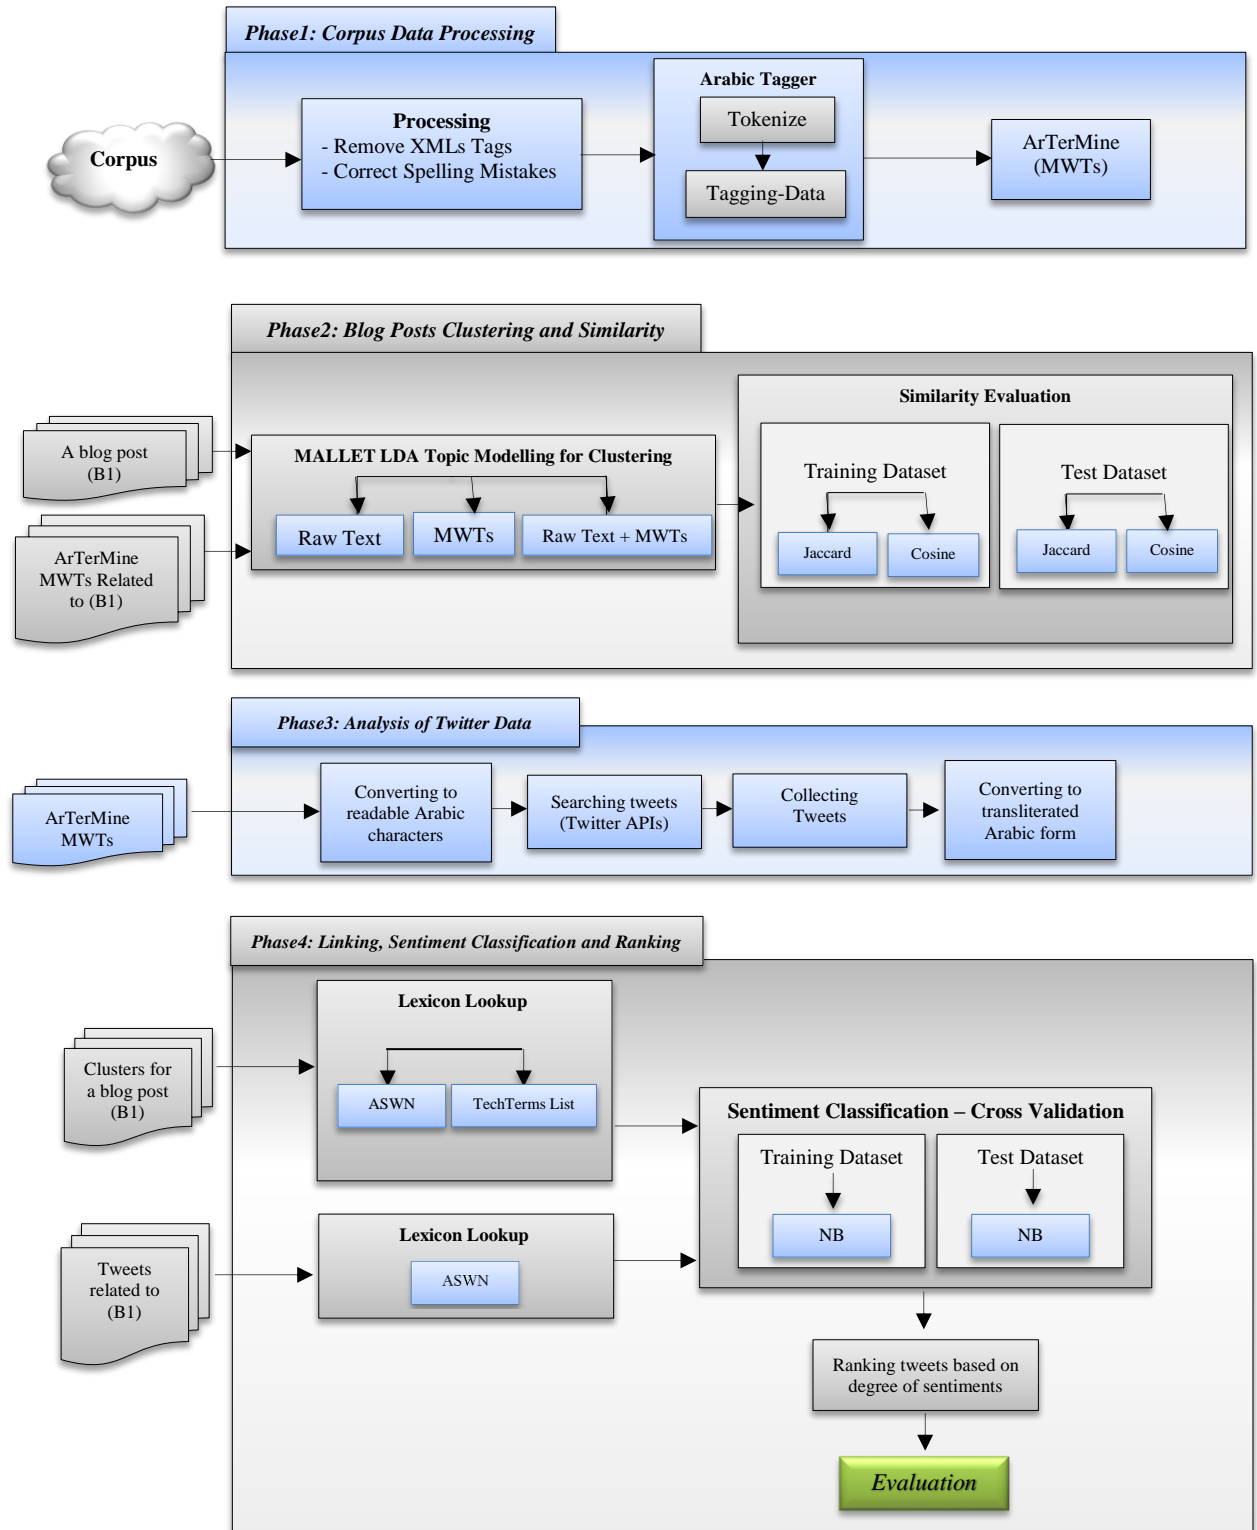 Phase1: Corpus Data Processing
Corpus
Processing
- Remove XMLs Tags
- Correct Spelling Mistakes
Arabic Tagger
Tokenize
Tagging-Data
ArTerMine
(MWTs)
Phase2: Blog Posts Clustering and Similarity
A blog post
(B1)
ArTerMine
MWTs Related
to (B1)
MALLET LDA Topic Modelling for Clustering
Raw Text
MWTs
Raw Text + MWTs
Similarity Evaluation
Training Dataset
Jaccard
Cosine
Test Dataset
Jaccard
Cosine
Phase3: Analysis of Twitter Data
ArTerMine
MWTs
Converting to
readable Arabic
characters
Searching tweets
(Twitter APIs)
Collecting
Tweets
Converting to
transliterated
Arabic form
Phase4: Linking, Sentiment Classification and Ranking
Clusters for
a blog post
(B1)
Lexicon Lookup
ASWN
TechTerms List
Tweets
related to
(B1)
Lexicon Lookup
ASWN
Sentiment Classification – Cross Validation
Training Dataset
NB
Test Dataset
NB
Ranking tweets based on
degree of sentiments
Evaluation